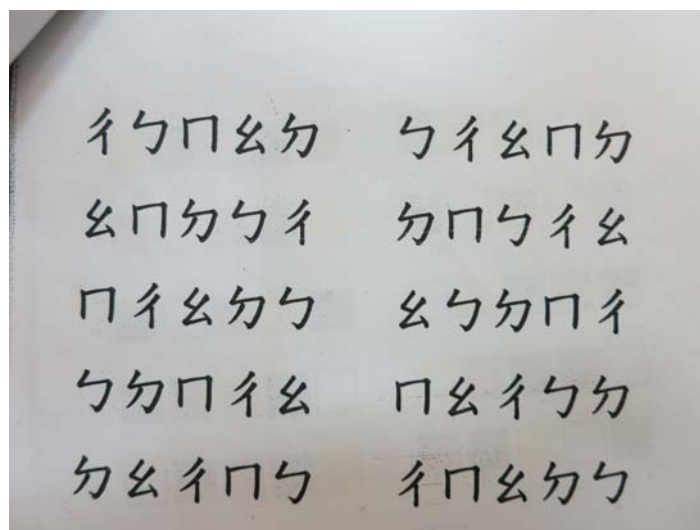 ㄔㄅㄇㄠㄉ ㄅㄔㄠㄇㄉ
ㄠㄇㄉㄅㄔ ㄉㄇㄅㄔㄠ
ㄇㄔㄠㄉㄅ ㄠㄅㄉㄇㄔ
ㄅㄉㄇㄔㄠ ㄇㄠㄔㄅㄉ
ㄉㄠㄔㄇㄅ ㄔㄇㄠㄉㄅ